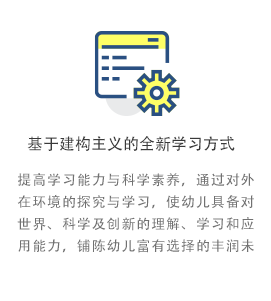 基于建构主义的全新学习方式
提高学习能力与科学素养，通过对外
在环境的探究与学习，使幼儿具备对
世界、科学及创新的理解、学习和应
用能力，铺陈幼儿富有选择的丰润未